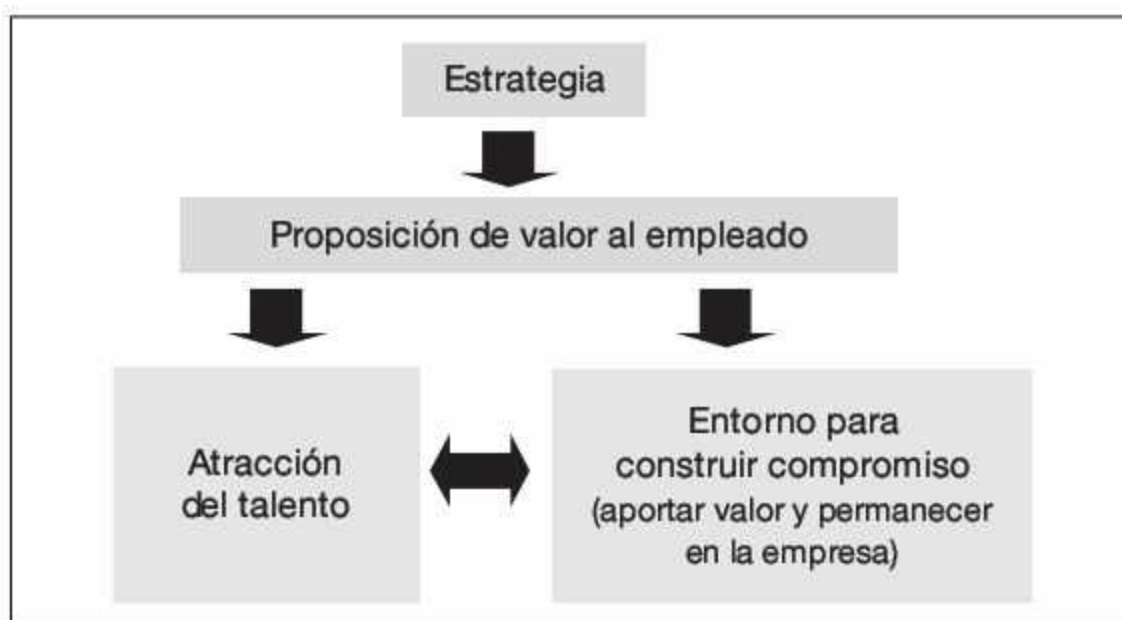 Estrategia
Proposición de valor al empleado
Atracción
del talento
Entorno para
construir compromiso
(aportar valor y permanecer
en la empresa)